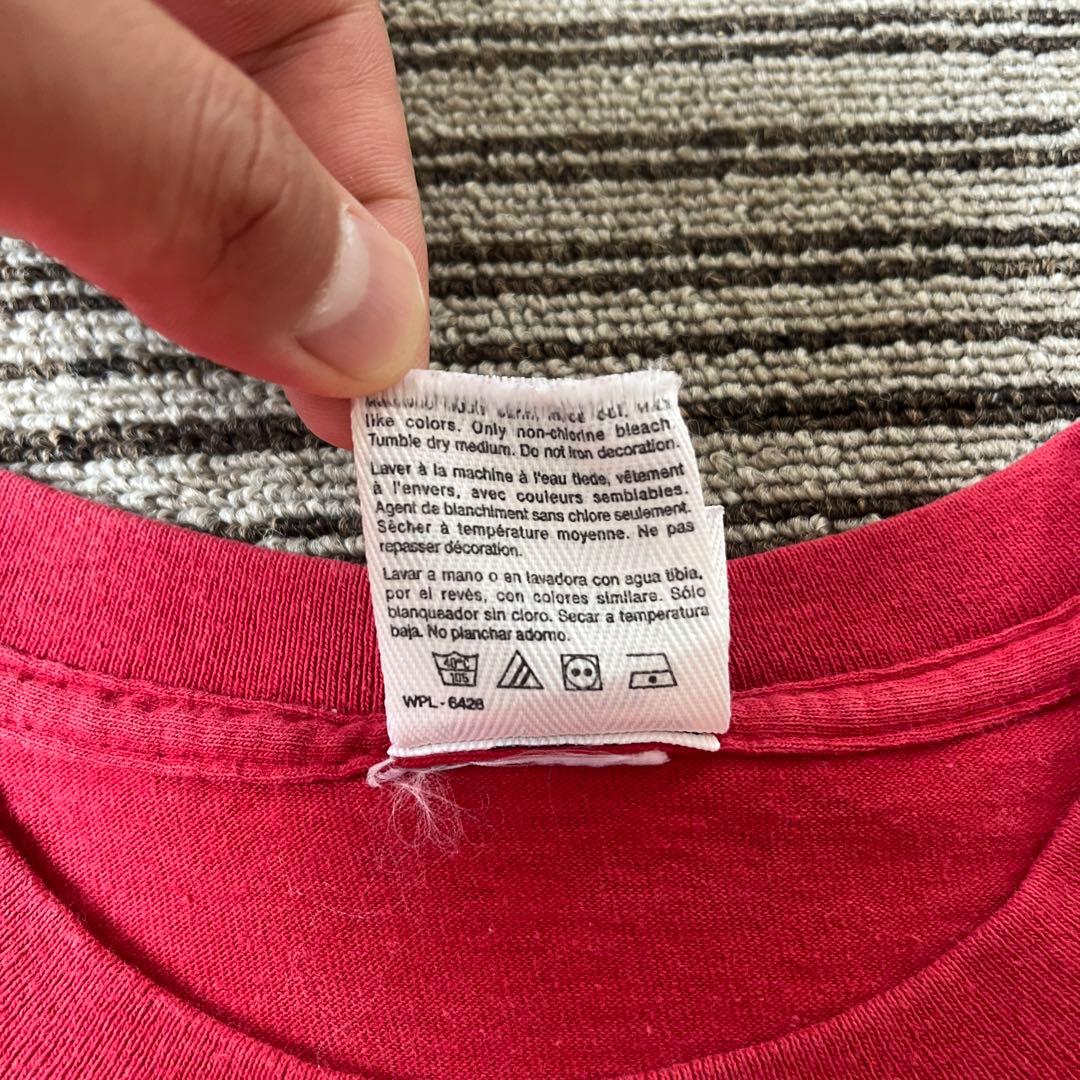 like colors. Only non-chlorine bleach
Tumble dry medium. Do not iron decoration.
Laver à la machine à l'eau tiede, vêtement
à l'envers, avec couleurs semblables.
Agent de blanchiment sans chlore seulement.
Sêcher à température moyenne. Ne pas
repasser décoration.
Lavar a mano o en lavadora con agua tibia,
por el revés, con colores similare. Sólo
blanqueador sin cloro. Secar a temperatura
baja. No planchar adorno.
40°C
105
WPL - 6428